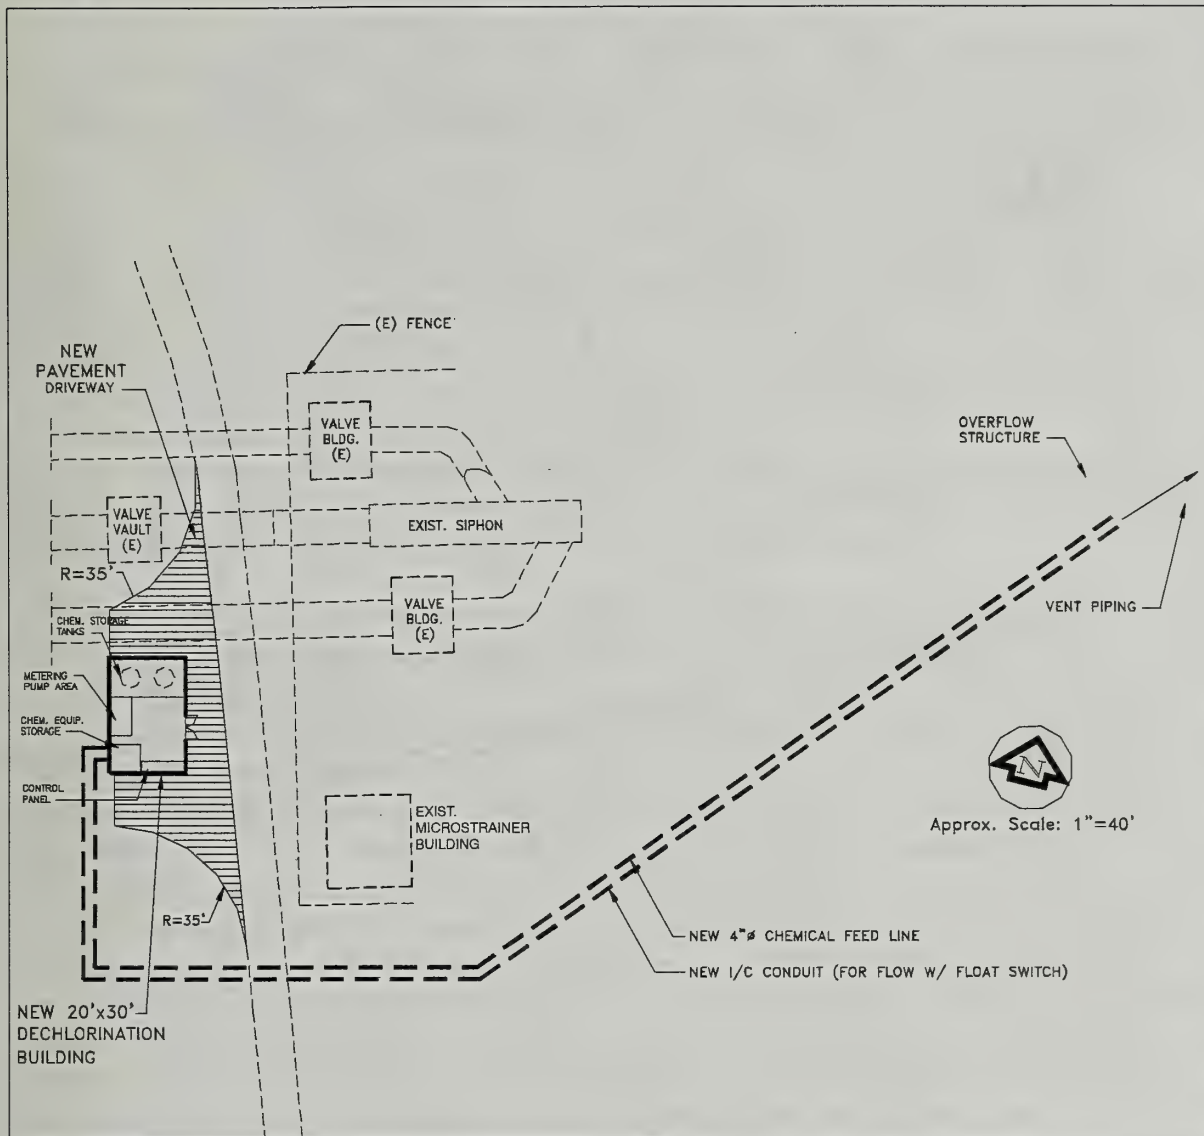 (E) FENCE
NEW
PAVEMENT
DRIVEWAY
VALVE
BLDG.
(E)
OVERFLOW
STRUCTURE
VALVE
VAULT
(E)
EXIST. SIPHON
R=35'
VALVE
BLDG.
(E)
VENT PIPING
CHEM. STORAGE
TANKS
METERING
PUMP AREA
CHEM. EQUIP.
STORAGE
N
CONTROL
PANEL
Approx. Scale: 1"=40'
EXIST.
MICROSTRAINER
BUILDING
R=35'
NEW 4"ø CHEMICAL FEED LINE
NEW I/C CONDUIT (FOR FLOW W/ FLOAT SWITCH)
NEW 20'x30'
DECHLORINATION
BUILDING